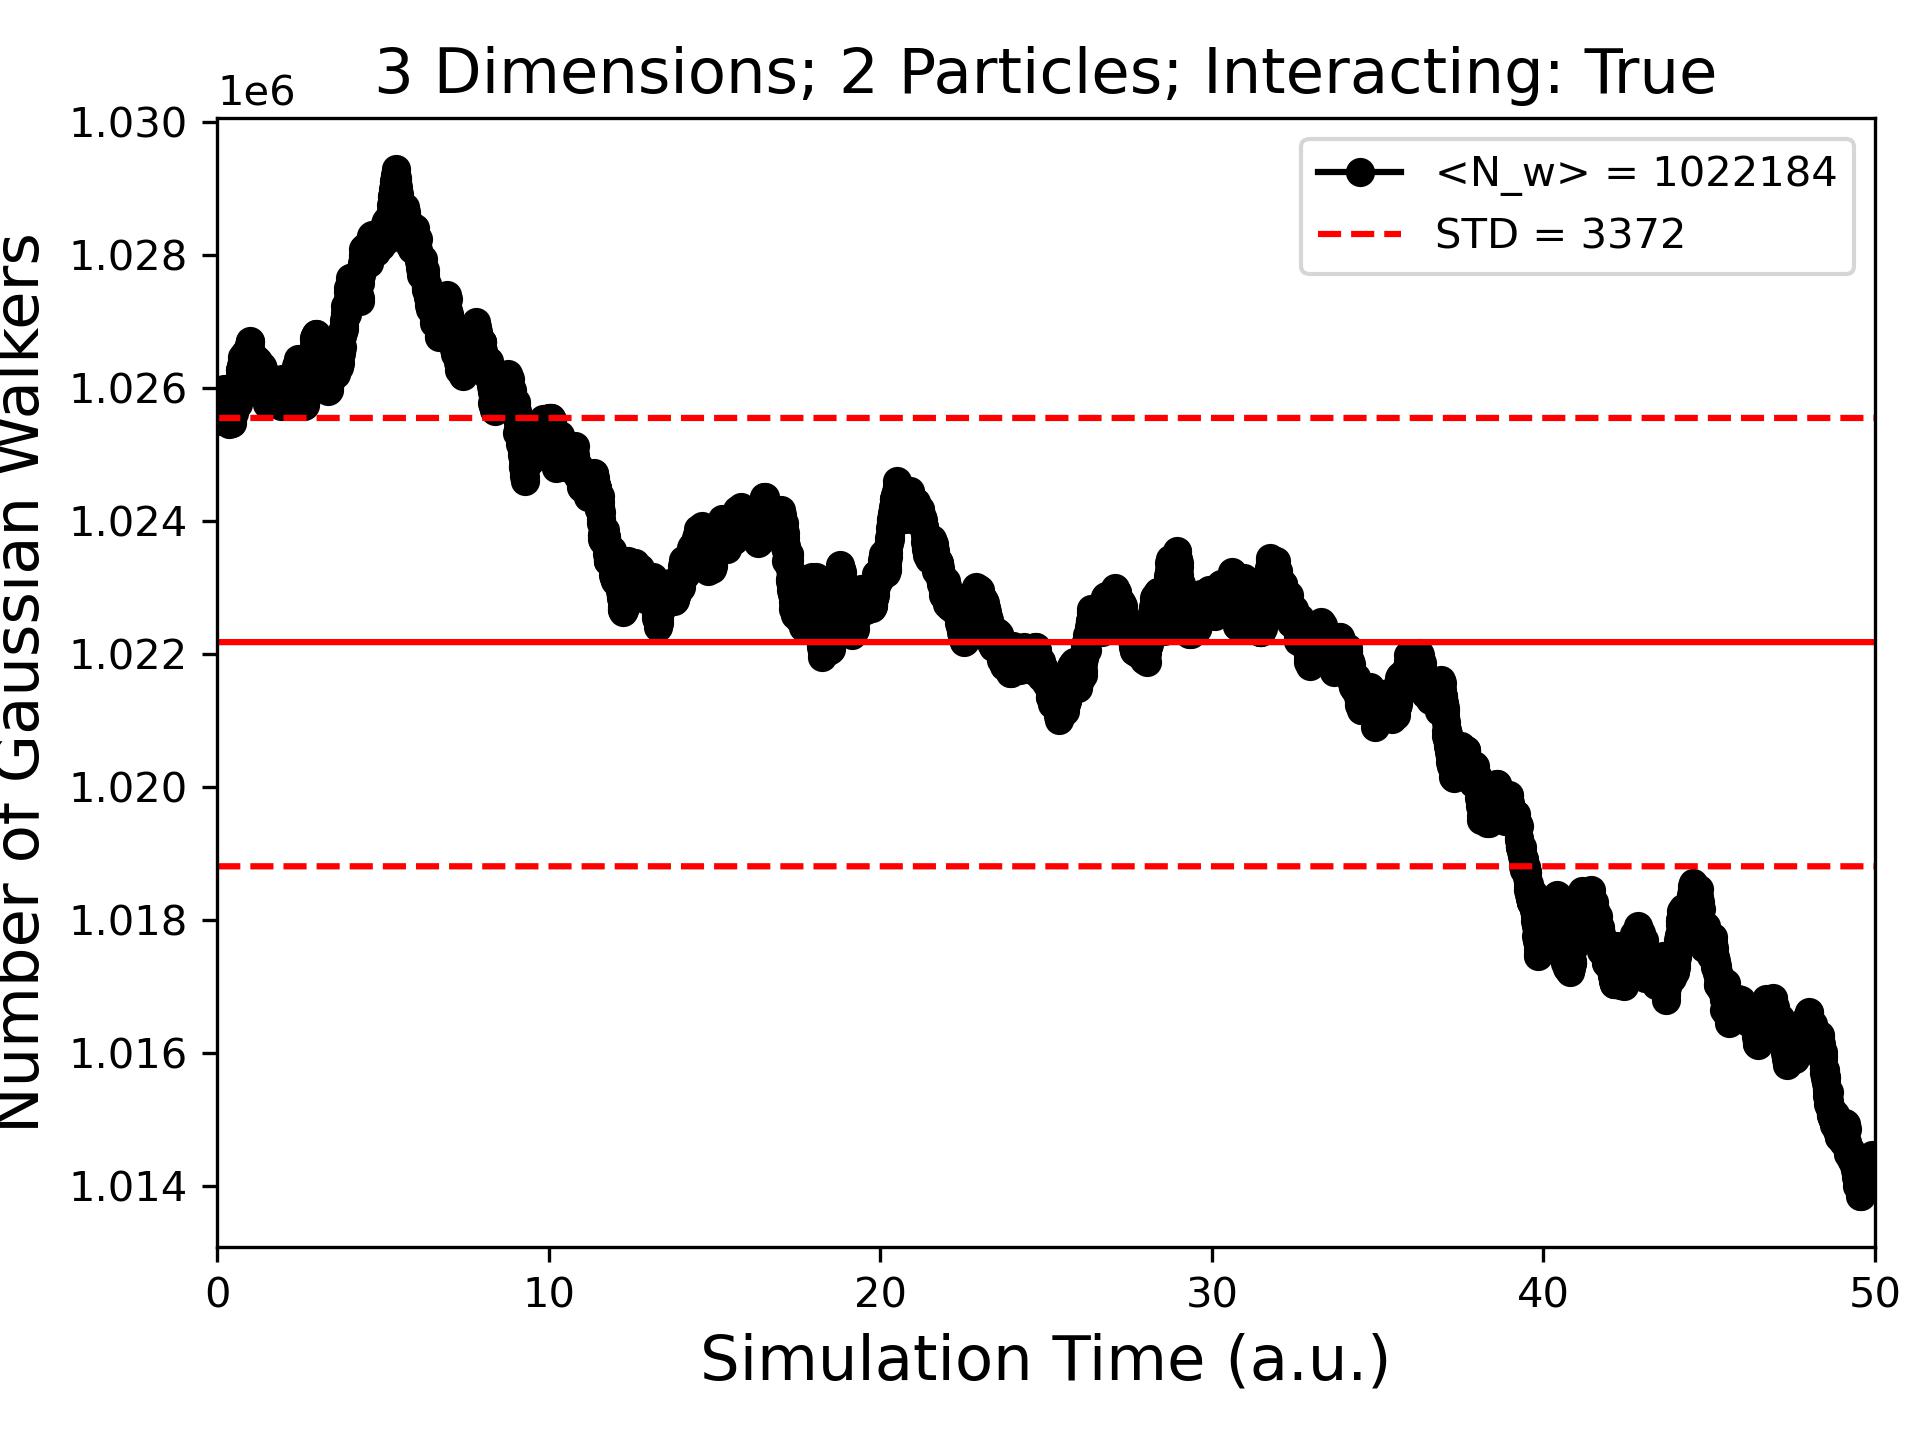 3 Dimensions; 2 Particles; Interacting: True
1e6
1.030
1.028
1.026
1.024
1.022
1.020
1.018
1.016
1.014
Number of Gaussian Walkers
<N_w> = 1022184
STD = 3372
0 10 20 30 40 50
Simulation Time (a.u.)